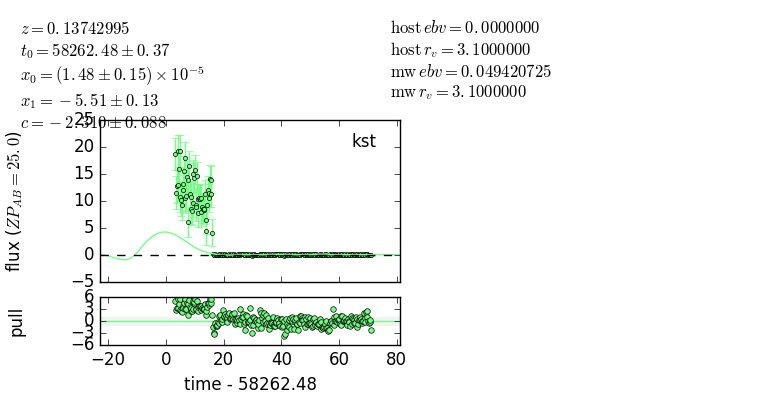 z = 0.13742995
t₀ = 58262.48 ± 0.37
x₀ = (1.48 ± 0.15) × 10⁻⁵
x₁ = −5.51 ± 0.13
c = −2.310 ± 0.088
host ebv = 0.0000000
host r_v = 3.1000000
mw ebv = 0.049420725
mw r_v = 3.1000000
kst
flux (ZP_AB = 25.0)
25
20
15
10
5
0
−5
pull
6
3
0
−3
−6
−20 0 20 40 60 80
time - 58262.48